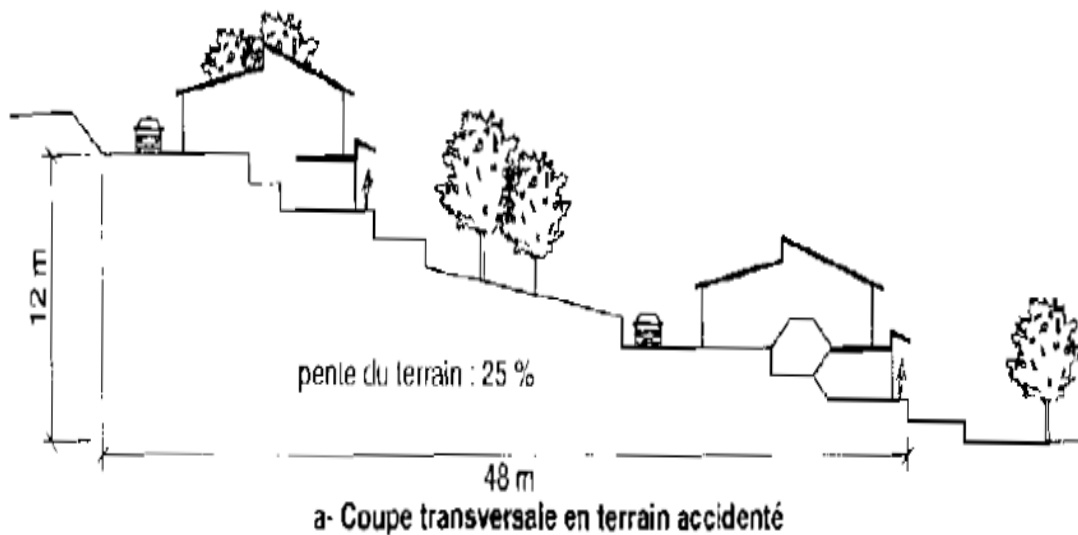 12 m
pente du terrain : 25 %
48 m
a- Coupe transversale en terrain accidenté